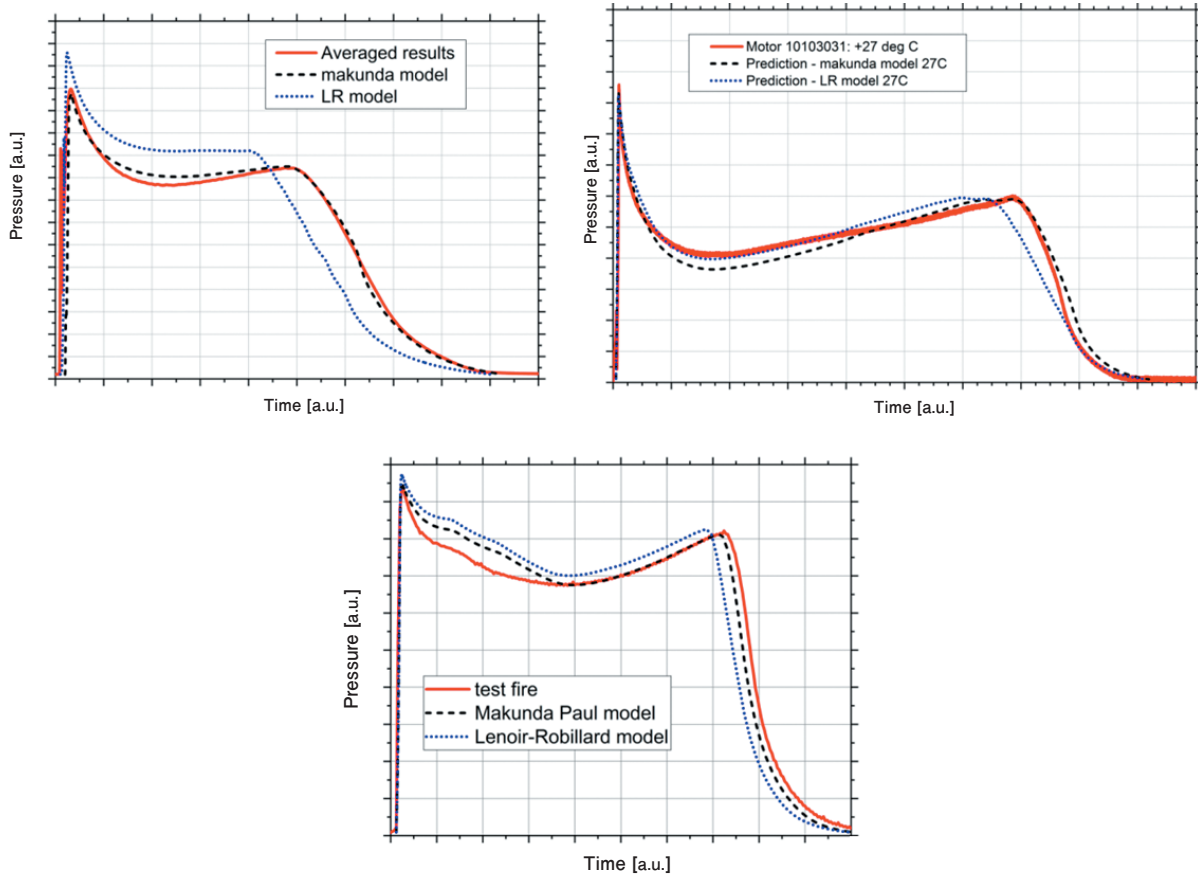 Averaged results
makunda model
LR model
Pressure [a.u.]
Time [a.u.]
Motor 10103031: +27 deg C
Prediction - makunda model 27C
Prediction - LR model 27C
Pressure [a.u.]
Time [a.u.]
test fire
Makunda Paul model
Lenoir-Robillard model
Pressure [a.u.]
Time [a.u.]